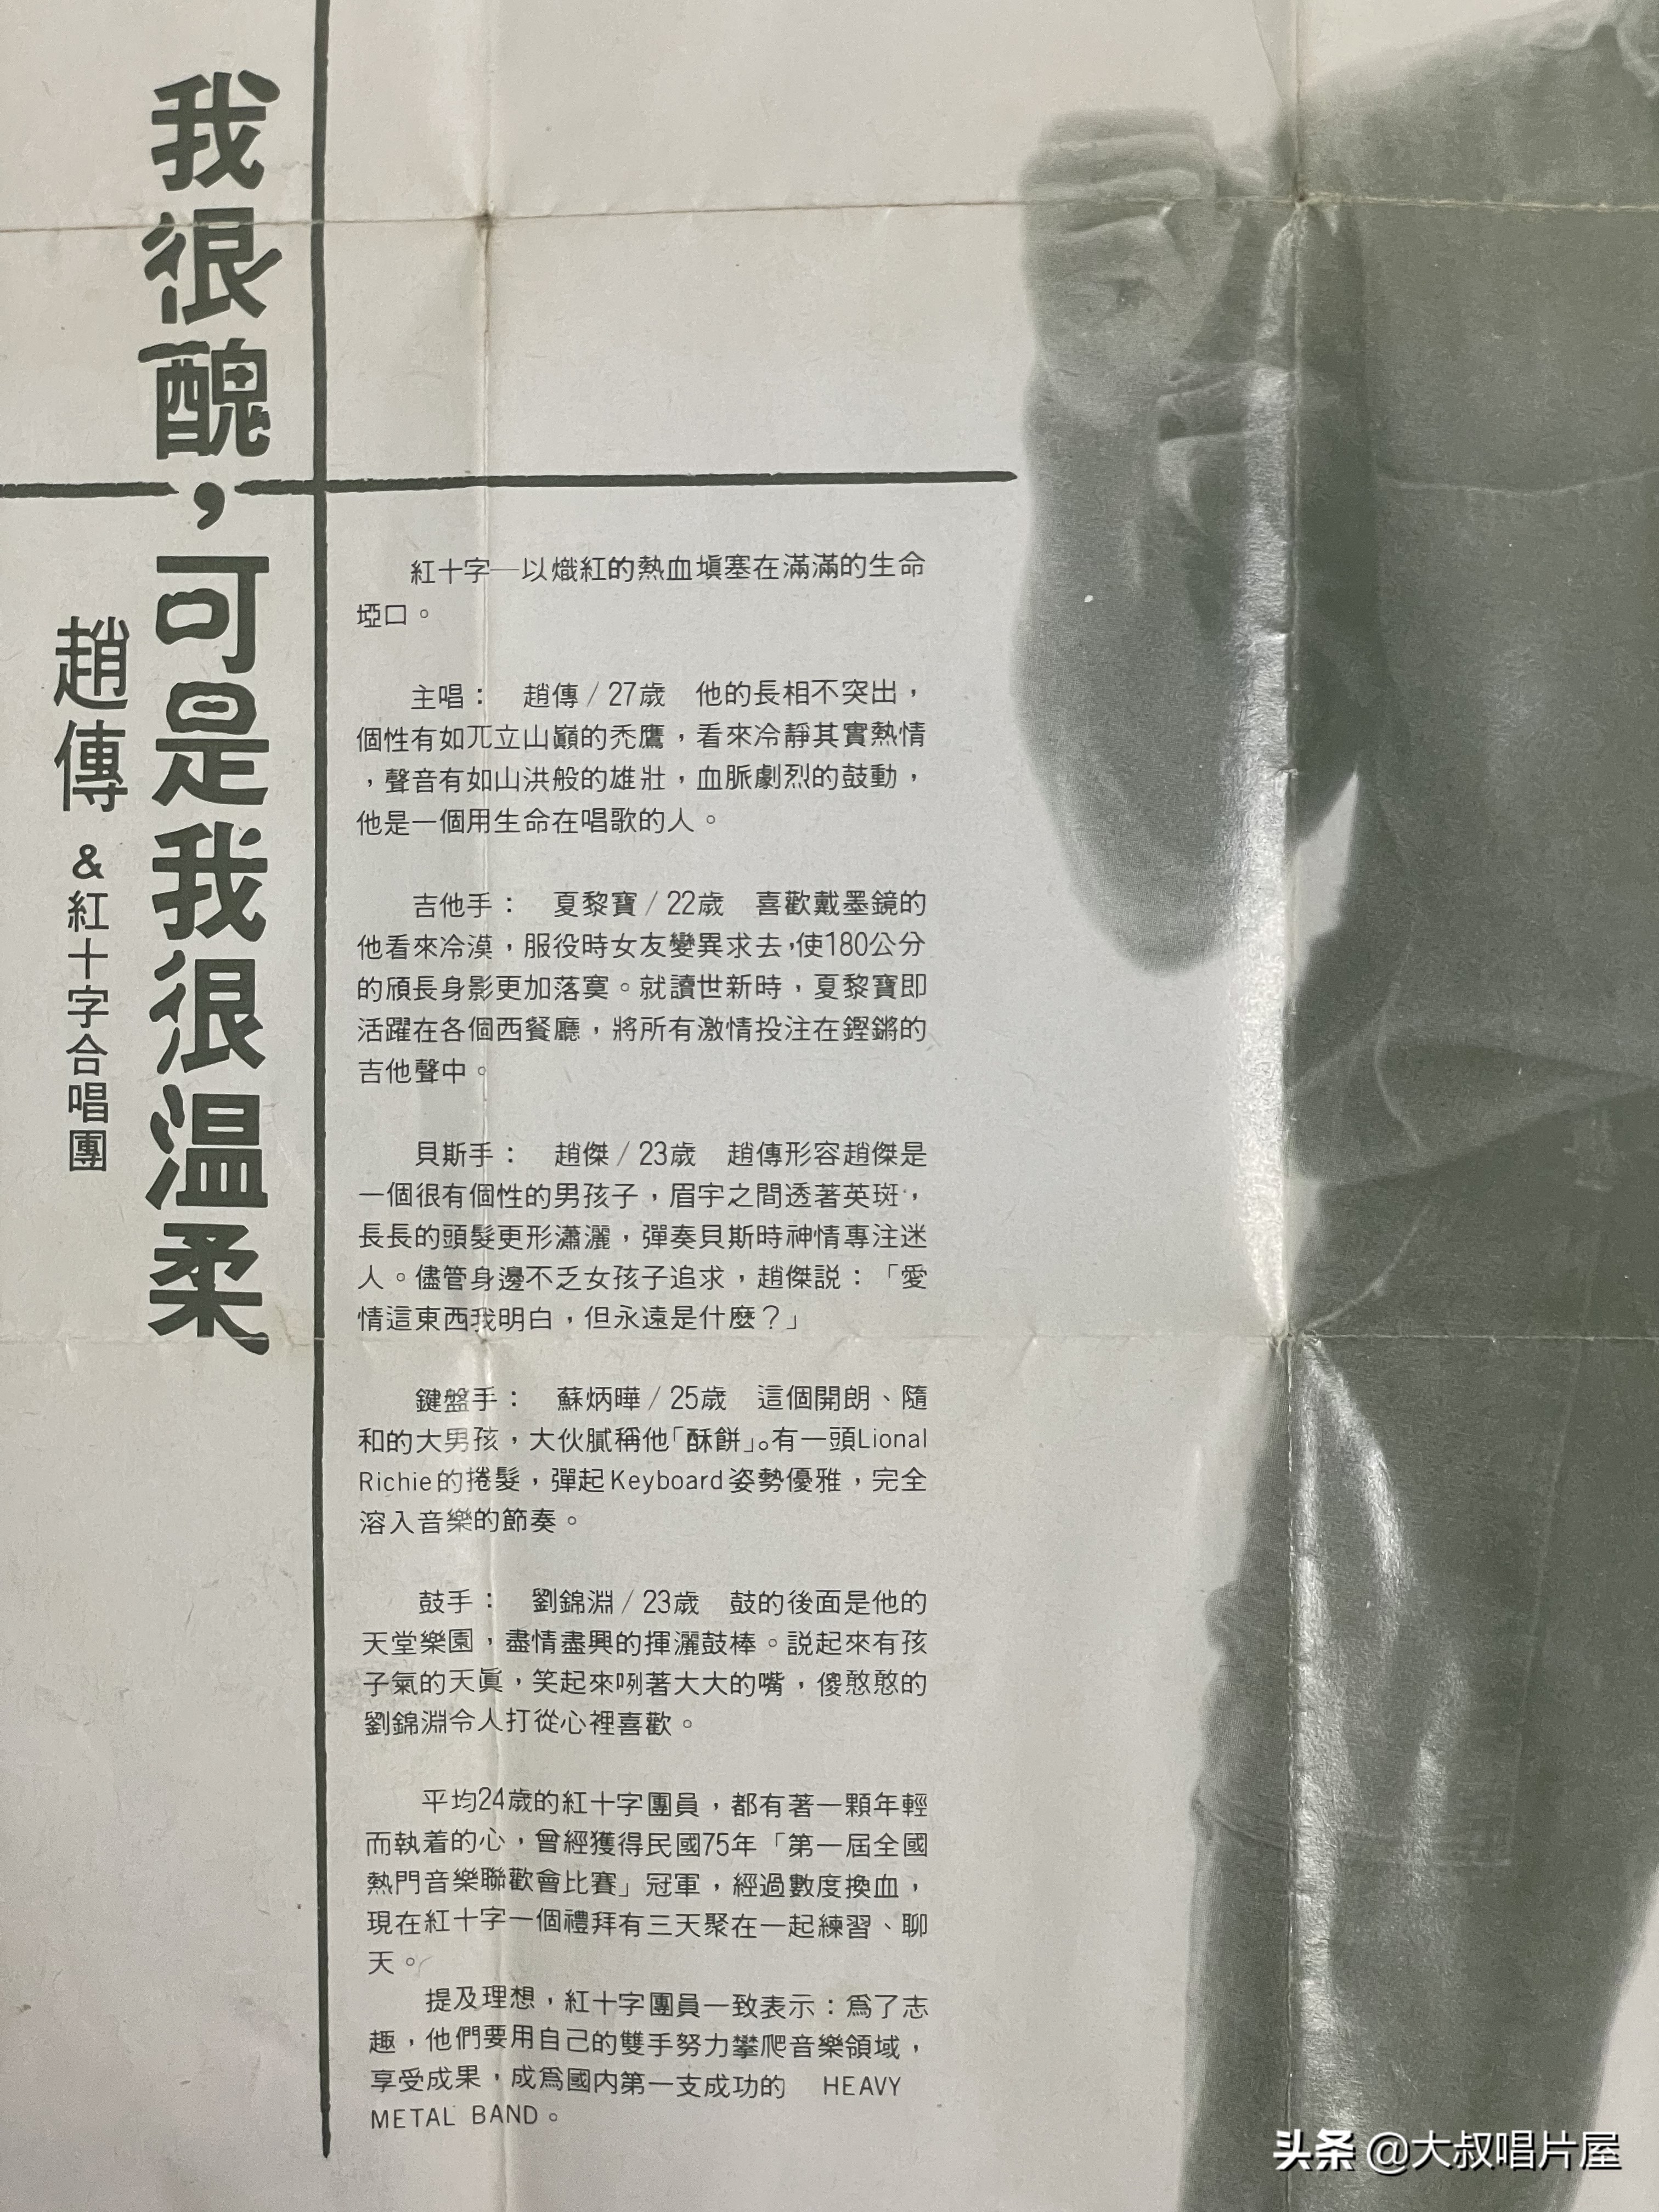 我很醜，可是我很温柔
趙傳 & 紅十字合唱團
紅十字─以熾紅的熱血塡塞在滿滿的生命
埡口。
主唱： 趙傳/27歲 他的長相不突出，
個性有如兀立山巔的禿鷹，看來冷靜其實熱情
，聲音有如山洪般的雄壯，血脈劇烈的鼓動，
他是一個用生命在唱歌的人。
吉他手： 夏黎寶/22歲 喜歡戴墨鏡的
他看來冷漠，服役時女友變異求去，使180公分
的頎長身影更加落寞。就讀世新時，夏黎寶即
活躍在各個西餐廳，將所有激情投注在鏗鏘的
吉他聲中。
貝斯手： 趙傑/23歲 趙傳形容趙傑是
一個很有個性的男孩子，眉宇之間透著英斑，
長長的頭髮更形瀟灑，彈奏貝斯時神情專注迷
人。儘管身邊不乏女孩子追求，趙傑説：「愛
情這東西我明白，但永遠是什麼？」
鍵盤手： 蘇炳曄/25歲 這個開朗、隨
和的大男孩，大伙膩稱他「酥餅」。有一頭Lional
Richie的捲髮，彈起Keyboard姿勢優雅，完全
溶入音樂的節奏。
鼓手： 劉錦淵/23歲 鼓的後面是他的
天堂樂園，盡情盡興的揮灑鼓棒。説起來有孩
子氣的天眞，笑起來咧著大大的嘴，傻憨憨的
劉錦淵令人打從心裡喜歡。
平均24歲的紅十字團員，都有著一顆年輕
而執着的心，曾經獲得民國75年「第一屆全國
熱門音樂聯歡會比賽」冠軍，經過數度換血，
現在紅十字一個禮拜有三天聚在一起練習、聊
天。
提及理想，紅十字團員一致表示：爲了志
趣，他們要用自己的雙手努力攀爬音樂領域，
享受成果，成爲國內第一支成功的 HEAVY
METAL BAND。
头条 @大叔唱片屋